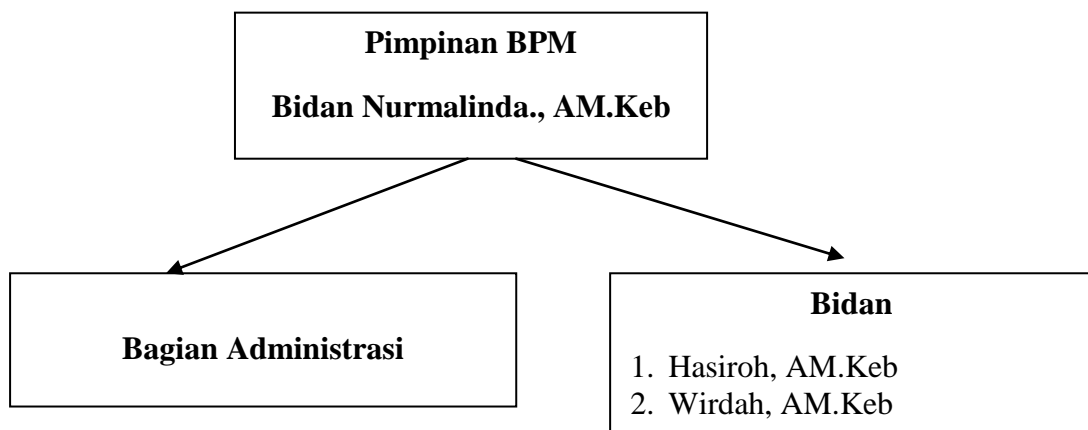 Pimpinan BPM
Bidan Nurmalinda., AM.Keb
Bagian Administrasi
Bidan
1. Hasiroh, AM.Keb
2. Wirdah, AM.Keb